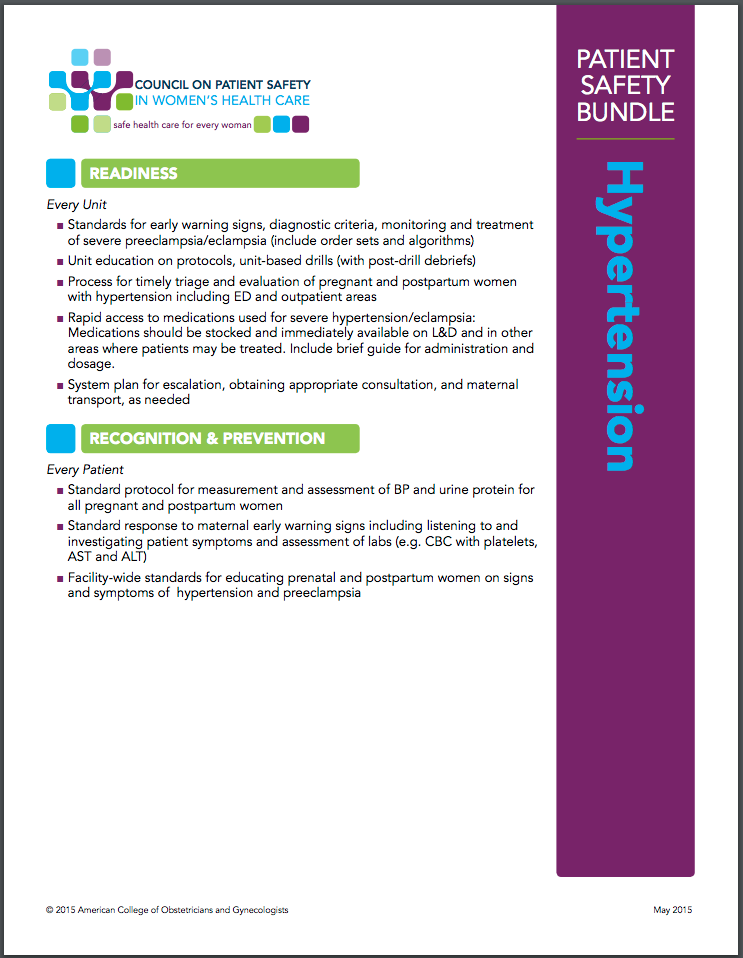 COUNCIL ON PATIENT SAFETY
IN WOMEN'S HEALTH CARE
safe health care for every woman
PATIENT
SAFETY
BUNDLE
Hypertension
READINESS
Every Unit
■ Standards for early warning signs, diagnostic criteria, monitoring and treatment
of severe preeclampsia/eclampsia (include order sets and algorithms)
■ Unit education on protocols, unit-based drills (with post-drill debriefs)
■ Process for timely triage and evaluation of pregnant and postpartum women
with hypertension including ED and outpatient areas
■ Rapid access to medications used for severe hypertension/eclampsia:
Medications should be stocked and immediately available on L&D and in other
areas where patients may be treated. Include brief guide for administration and
dosage.
■ System plan for escalation, obtaining appropriate consultation, and maternal
transport, as needed
RECOGNITION & PREVENTION
Every Patient
■ Standard protocol for measurement and assessment of BP and urine protein for
all pregnant and postpartum women
■ Standard response to maternal early warning signs including listening to and
investigating patient symptoms and assessment of labs (e.g. CBC with platelets,
AST and ALT)
■ Facility-wide standards for educating prenatal and postpartum women on signs
and symptoms of hypertension and preeclampsia
© 2015 American College of Obstetricians and Gynecologists
May 2015